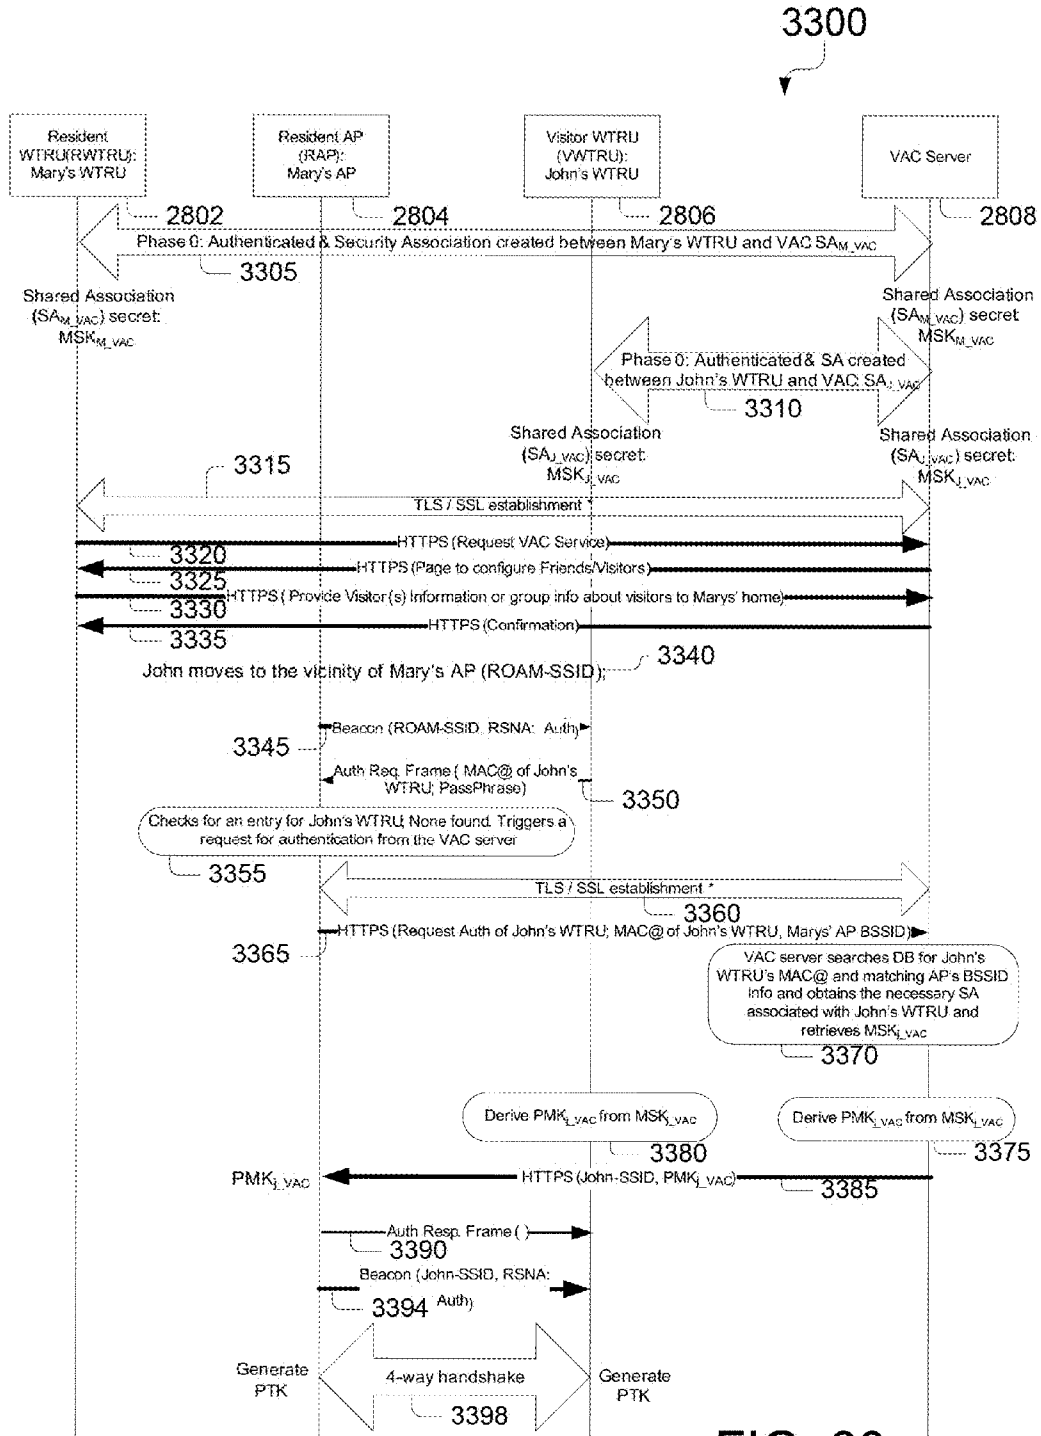 3300
Resident
WTRU(RWTRU):
Mary's WTRU
Resident AP
(RAP):
Mary's AP
Visitor WTRU
(VWTRU):
John's WTRU
VAC Server
2802
2804
2806
2808
Phase 0: Authenticated & Security Association created between Mary's WTRU and VAC SAM_VAC
3305
Shared Association
(SAM_VAC) secret:
MSKM_VAC
Shared Association
(SAM_VAC) secret:
MSKM_VAC
Phase 0: Authenticated & SA created
between John's WTRU and VAC SAJ_VAC
3310
Shared Association
(SAJ_VAC) secret:
MSKJ_VAC
Shared Association
(SAJ_VAC) secret:
MSKJ_VAC
3315
TLS / SSL establishment *
HTTPS (Request VAC Service)
3320
HTTPS (Page to configure Friends/Visitors)
3325
HTTPS ( Provide Visitor(s) Information or group info about visitors to Marys' home)
3330
HTTPS (Confirmation)
3335
3340
John moves to the vicinity of Mary's AP (ROAM-SSID);
Beacon (ROAM-SSID, RSNA: Auth)
3345
Auth Req. Frame ( MAC@ of John's
WTRU; PassPhrase)
3350
Checks for an entry for John's WTRU; None found. Triggers a
request for authentication from the VAC server
3355
TLS / SSL establishment *
3360
HTTPS (Request Auth of John's WTRU; MAC@ of John's WTRU, Marys' AP BSSID)
3365
VAC server searches DB for John's
WTRU's MAC@ and matching AP's BSSID
info and obtains the necessary SA
associated with John's WTRU and
retrieves MSKj_VAC
3370
Derive PMKj_VAC from MSKj_VAC
3380
Derive PMKj_VAC from MSKj_VAC
3375
PMKj_VAC
HTTPS (John-SSID, PMKj_VAC)
3385
Auth Resp. Frame ( )
3390
Beacon (John-SSID, RSNA:
Auth)
3394
Generate
PTK
4-way handshake
Generate
PTK
3398